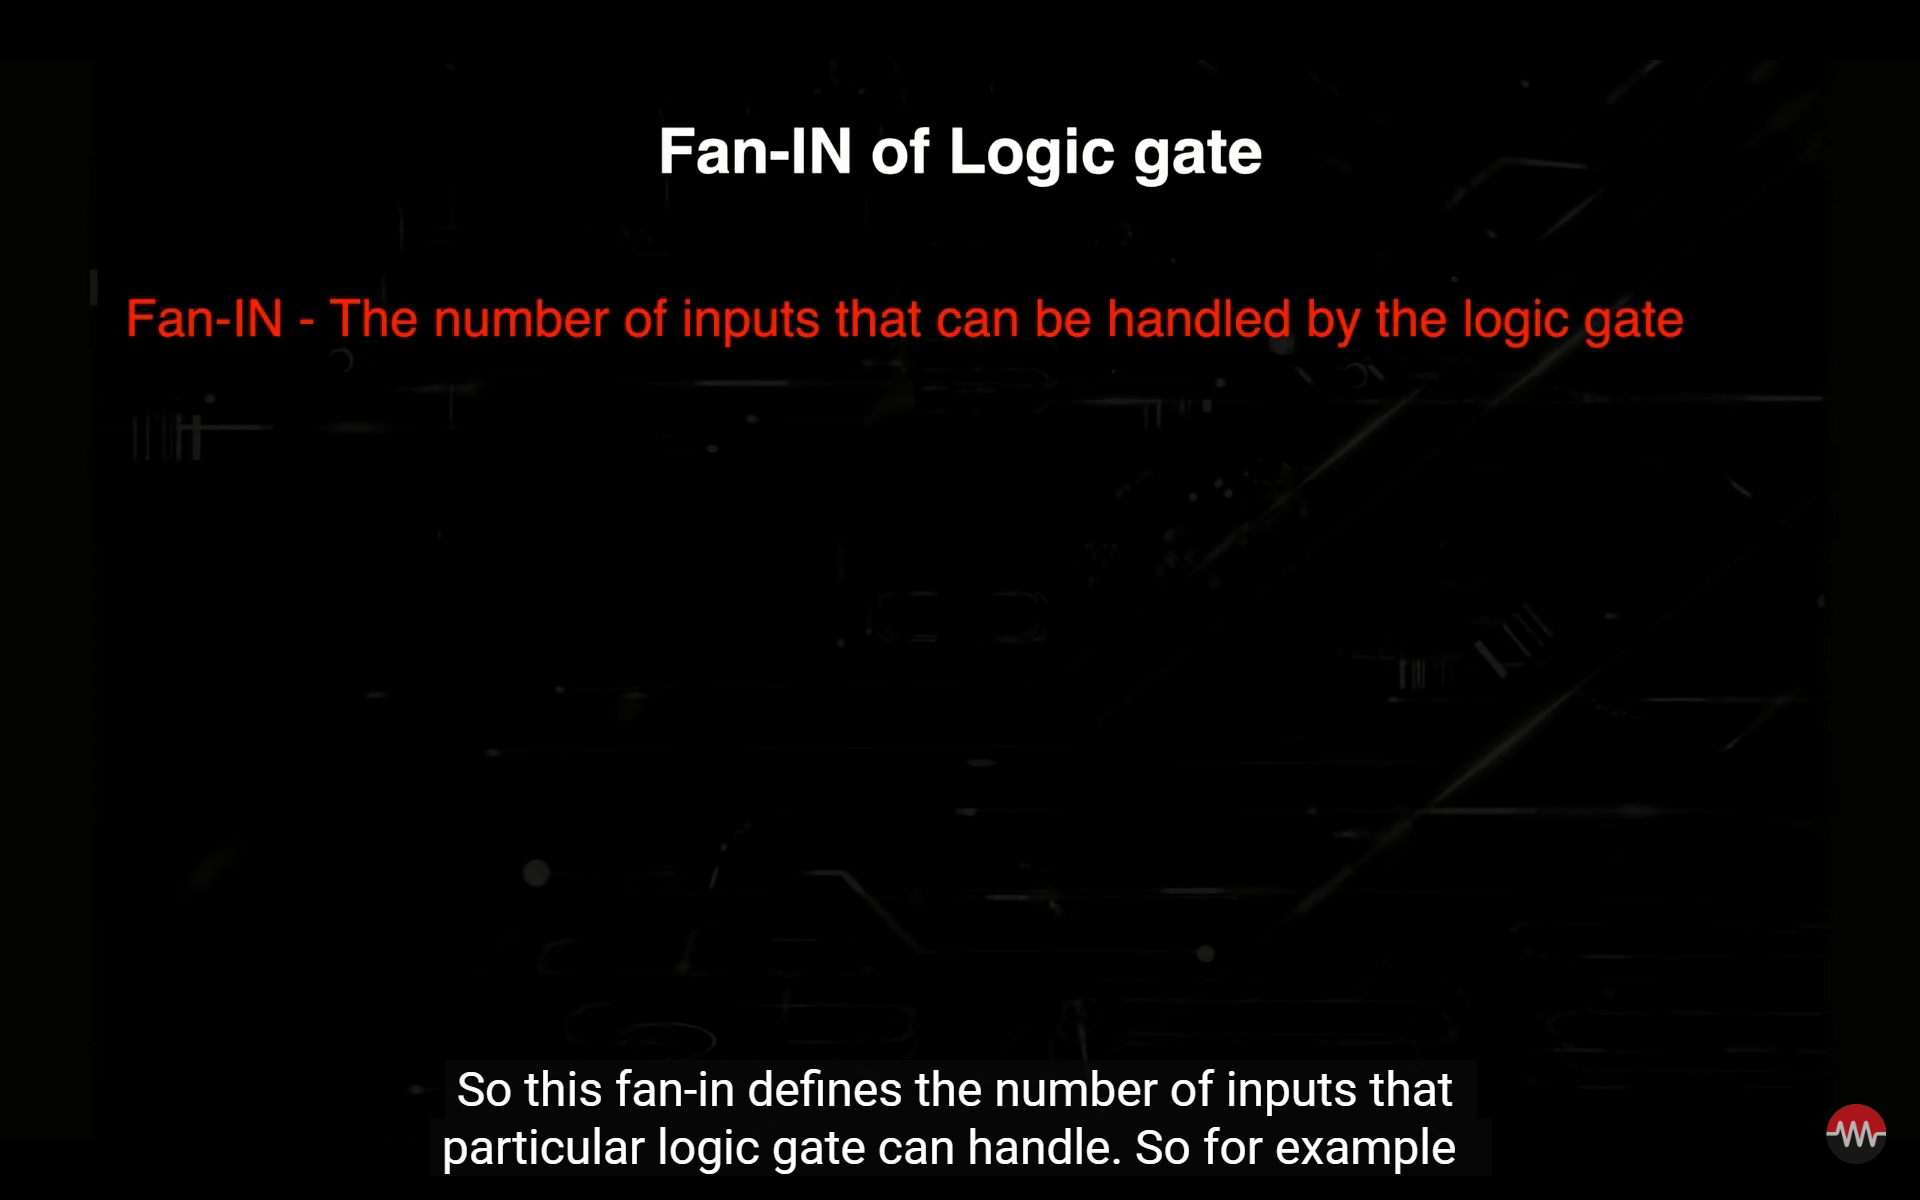 Fan-IN of Logic gate
Fan-IN - The number of inputs that can be handled by the logic gate
So this fan-in defines the number of inputs that
particular logic gate can handle. So for example